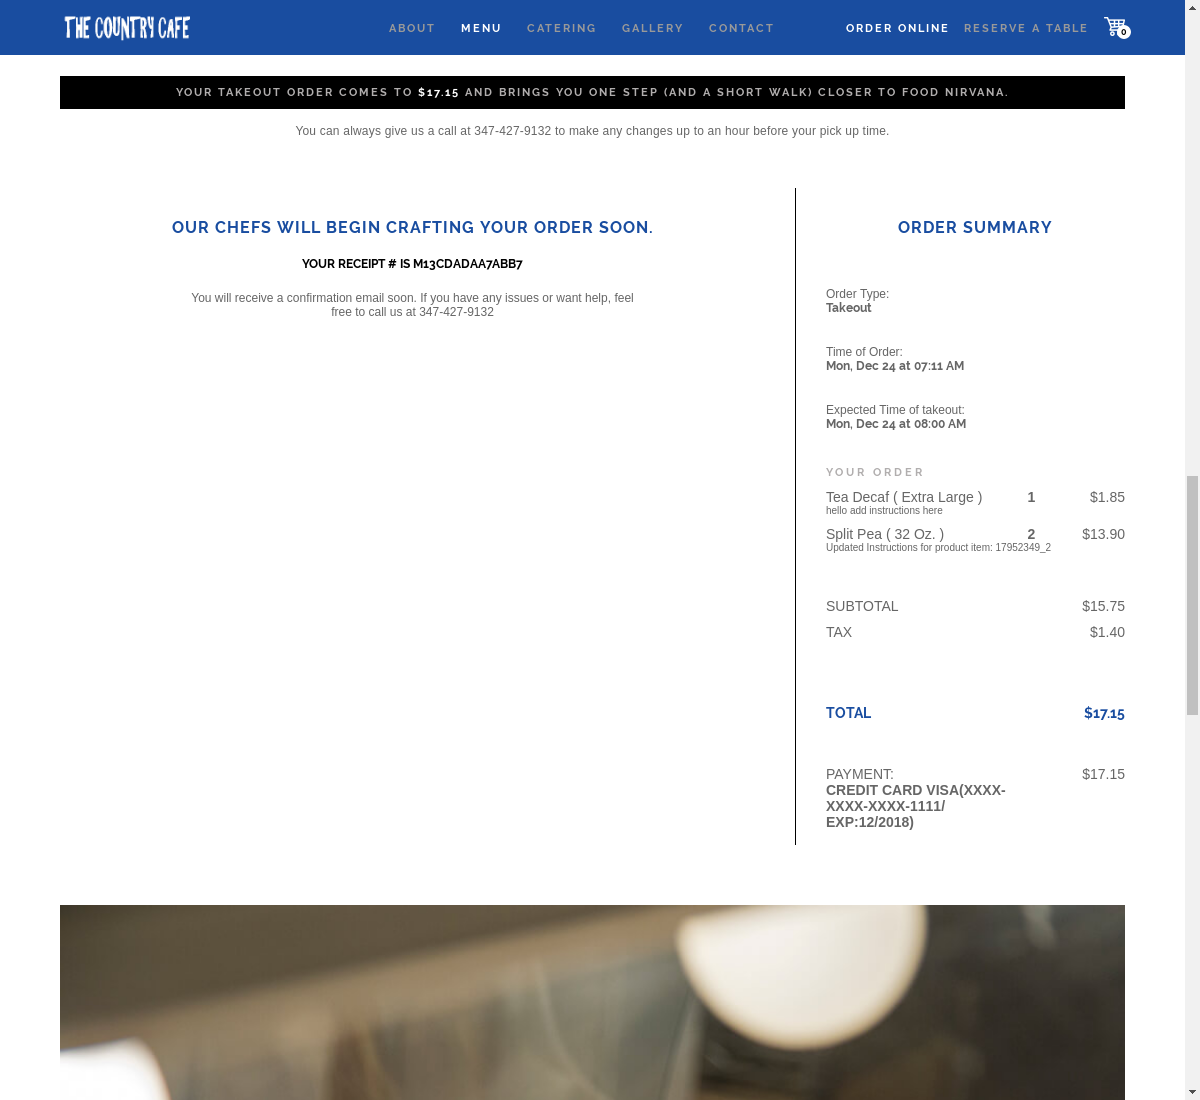 THE COUNTRY CAFE
ABOUT MENU CATERING GALLERY CONTACT ORDER ONLINE RESERVE A TABLE 0
YOUR TAKEOUT ORDER COMES TO $17.15 AND BRINGS YOU ONE STEP (AND A SHORT WALK) CLOSER TO FOOD NIRVANA.
You can always give us a call at 347-427-9132 to make any changes up to an hour before your pick up time.
OUR CHEFS WILL BEGIN CRAFTING YOUR ORDER SOON.
YOUR RECEIPT # IS M13CDADAA7ABB7
You will receive a confirmation email soon. If you have any issues or want help, feel
free to call us at 347-427-9132
ORDER SUMMARY
Order Type:
Takeout
Time of Order:
Mon, Dec 24 at 07:11 AM
Expected Time of takeout:
Mon, Dec 24 at 08:00 AM
YOUR ORDER
Tea Decaf ( Extra Large ) 1 $1.85
hello add instructions here
Split Pea ( 32 Oz. ) 2 $13.90
Updated Instructions for product item: 17952349_2
SUBTOTAL $15.75
TAX $1.40
TOTAL $17.15
PAYMENT: $17.15
CREDIT CARD VISA(XXXX-
XXXX-XXXX-1111/
EXP:12/2018)